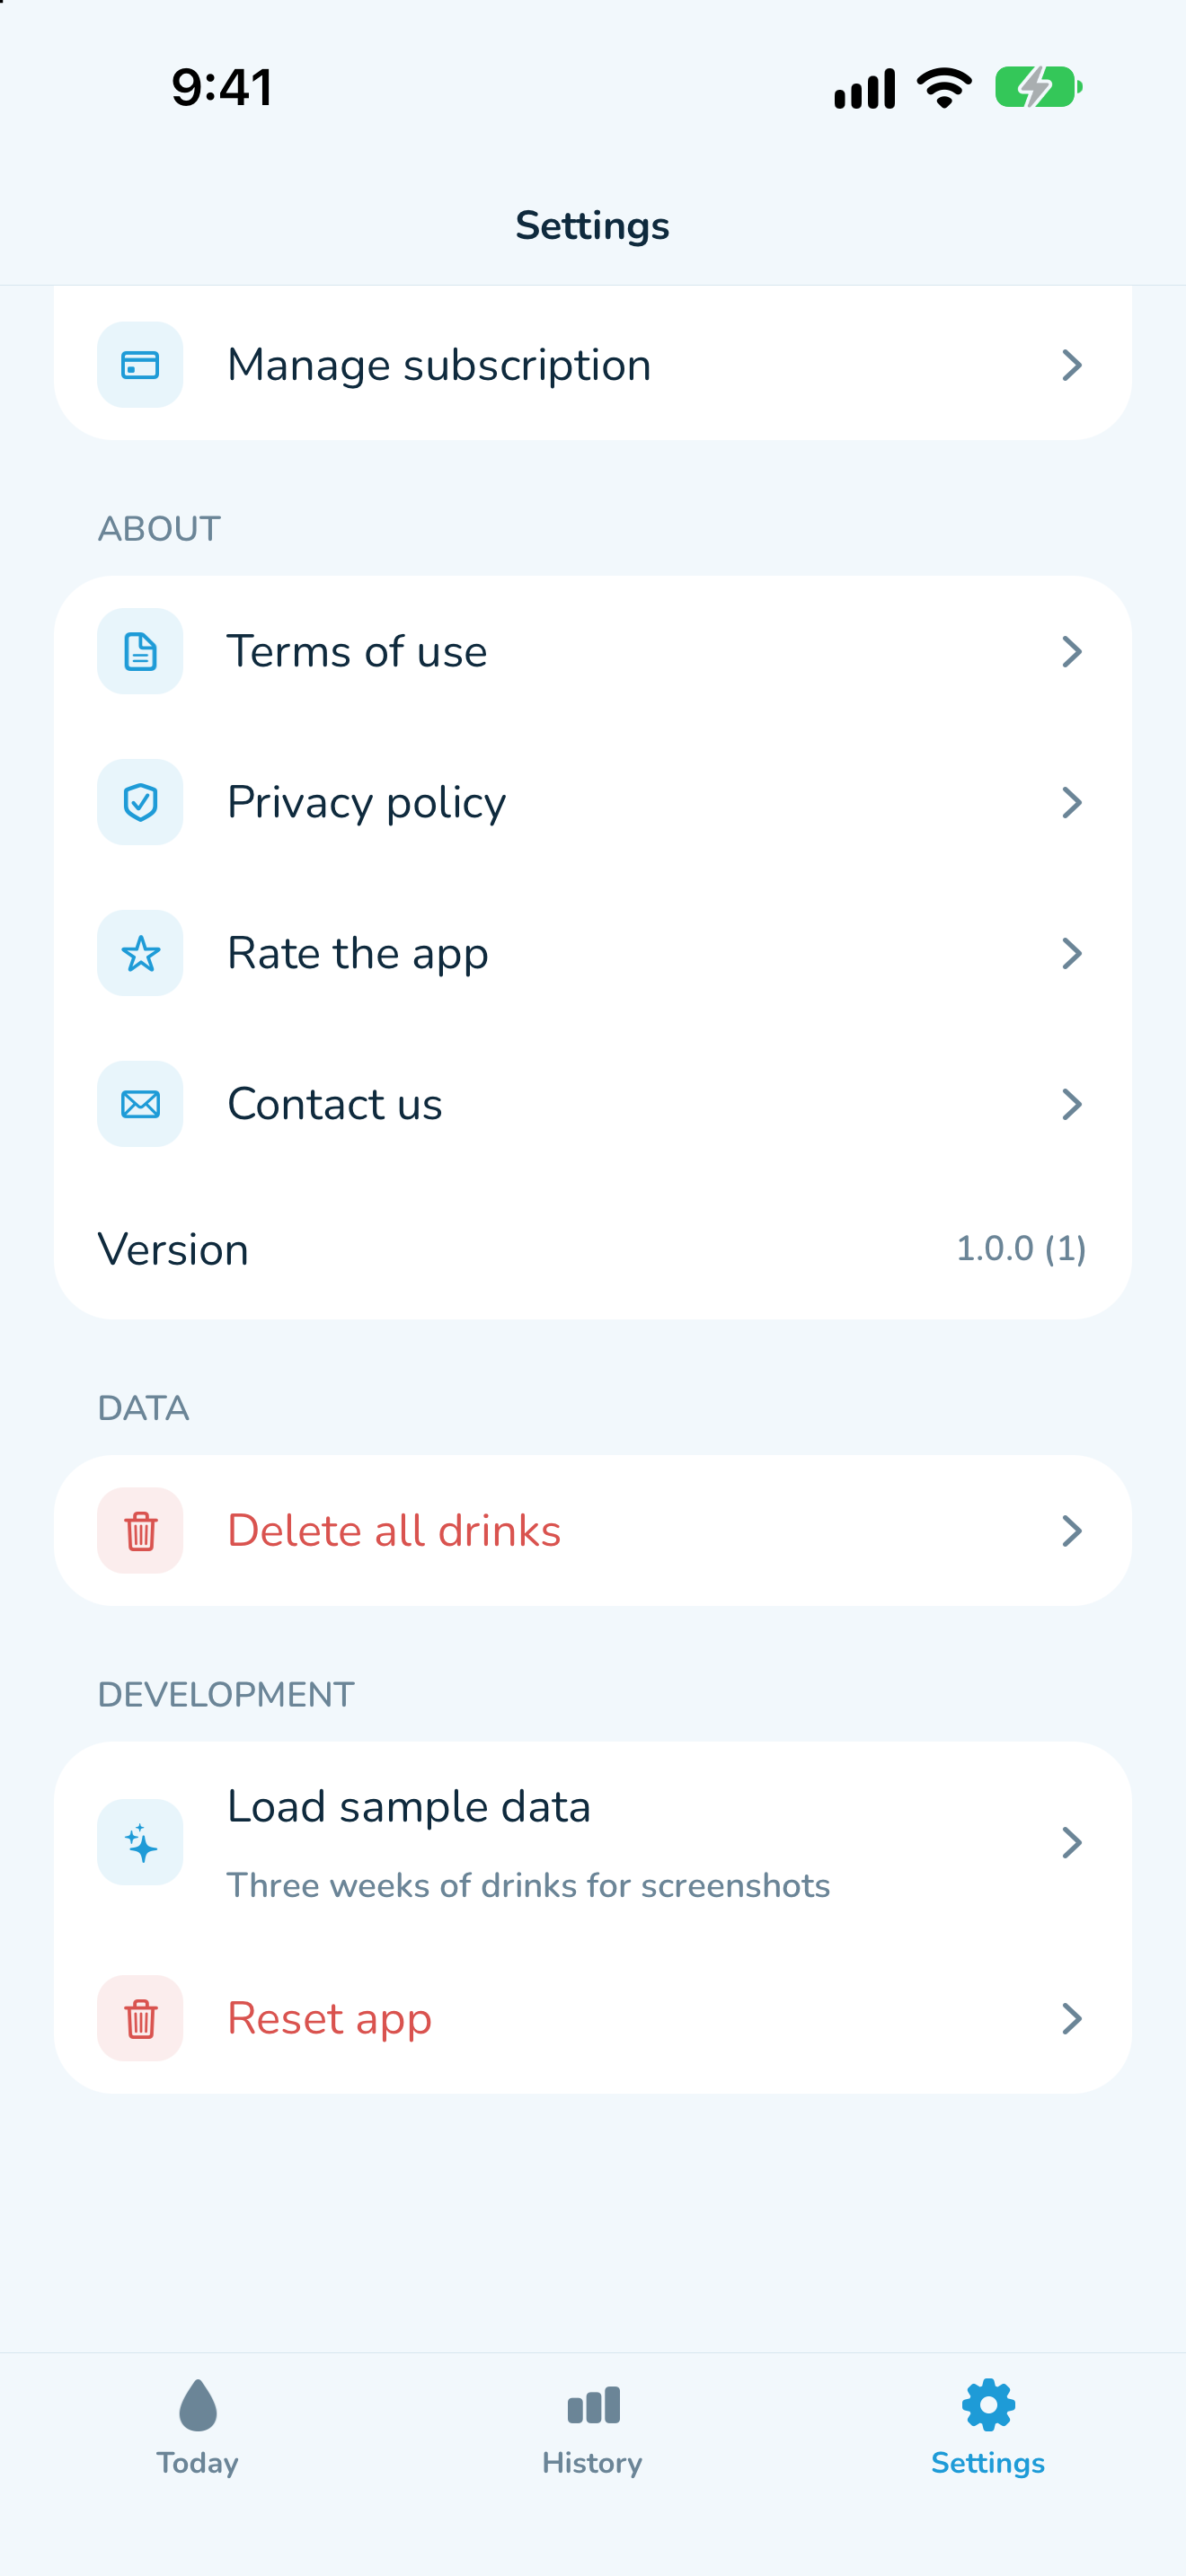 9:41
Settings
Manage subscription
ABOUT
Terms of use
Privacy policy
Rate the app
Contact us
Version 1.0.0 (1)
DATA
Delete all drinks
DEVELOPMENT
Load sample data
Three weeks of drinks for screenshots
Reset app
Today History Settings